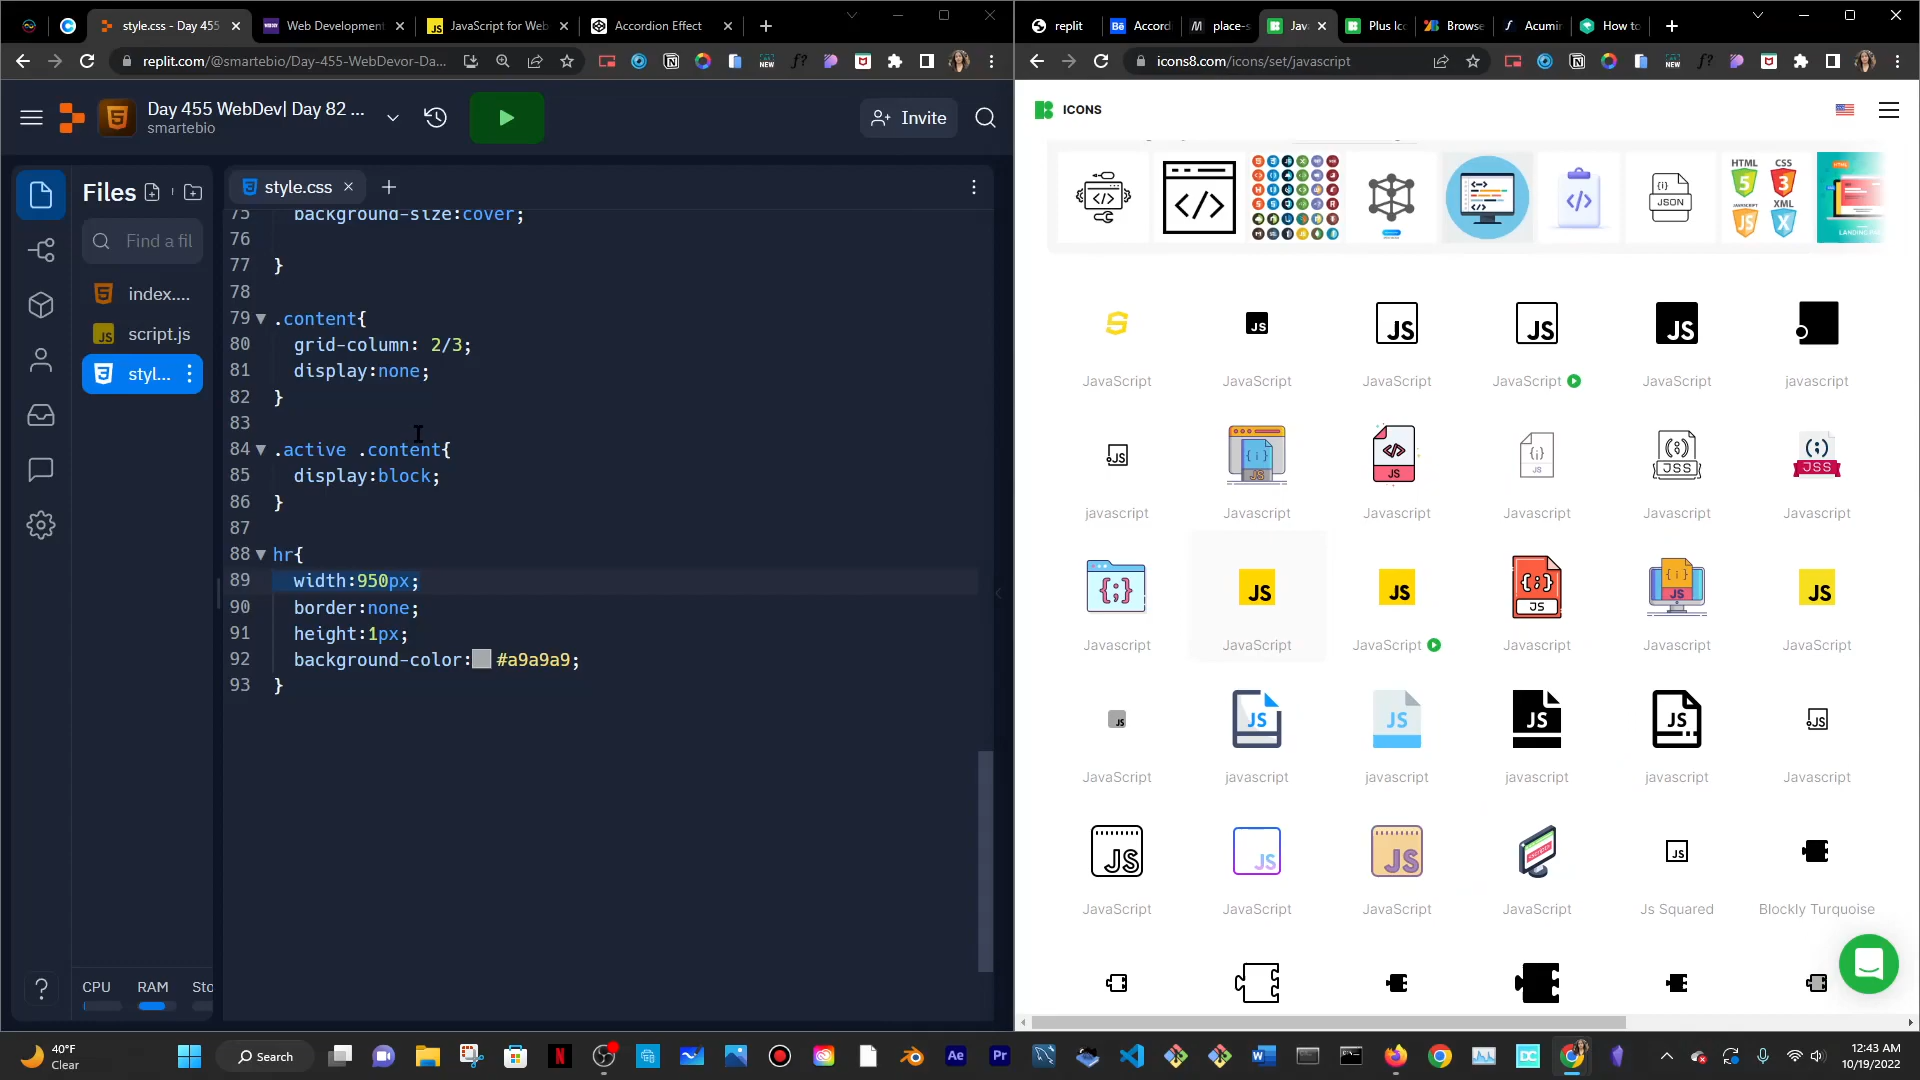 style.css - Day 455
Web Development
JavaScript for Web
Accordion Effect
replit.com/@smartebio/Day-455-WebDevor-Da...
Day 455 WebDev| Day 82 ...
smartebio
Invite
Files
style.css
Find a fil
index....
script.js
styl...
75 background-size:cover;
76
77 }
78
79 .content{
80 grid-column: 2/3;
81 display:none;
82 }
83
84 .active .content{
85 display:block;
86 }
87
88 hr{
89 width:950px;
90 border:none;
91 height:1px;
92 background-color: #a9a9a9;
93 }
CPU RAM Sto
replit
Accord
place-s
Java
Plus Ico
Browse
Acumin
How to
icons8.com/icons/set/javascript
ICONS
JSON
HTML CSS
JAVASCRIPT XML
JavaScript JavaScript JavaScript JavaScript JavaScript javascript
javascript Javascript Javascript Javascript Javascript Javascript
Javascript JavaScript JavaScript Javascript Javascript JavaScript
JavaScript javascript javascript javascript javascript Javascript
JavaScript JavaScript JavaScript JavaScript Js Squared Blockly Turquoise
40°F
Clear
Search
12:43 AM
10/19/2022